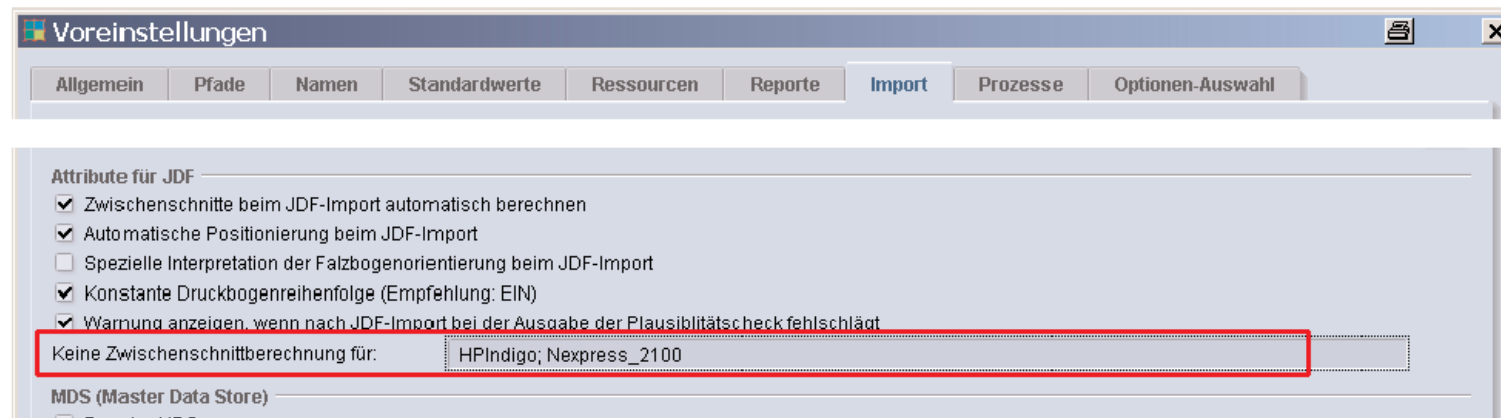 Voreinstellungen
Allgemein Pfade Namen Standardwerte Ressourcen Reporte Import Prozesse Optionen-Auswahl
Attribute für JDF
Zwischenschnitte beim JDF-Import automatisch berechnen
Automatische Positionierung beim JDF-Import
Spezielle Interpretation der Falzbogenorientierung beim JDF-Import
Konstante Druckbogenreihenfolge (Empfehlung: EIN)
Warnung anzeigen, wenn nach JDF-Import bei der Ausgabe der Plausiblitätscheck fehlschlägt
Keine Zwischenschnittberechnung für: HPIndigo; Nexpress_2100
MDS (Master Data Store)